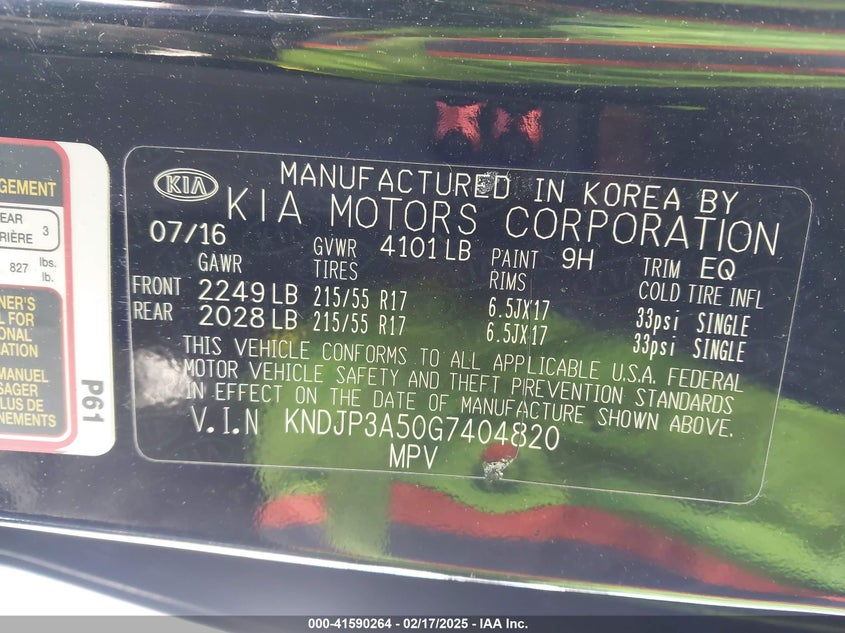 GEMENT
EAR 3
RIÈRE
827 lbs.
lb.
NER'S
L FOR
ONAL
ATION
MANUEL
SAGER
LUS DE
NEMENTS
P61
KIA
MANUFACTURED IN KOREA BY
KIA MOTORS CORPORATION
07/16 GVWR 4101 LB PAINT 9H TRIM EQ
GAWR TIRES RIMS COLD TIRE INFL
FRONT 2249 LB 215/55 R17 6.5JX17 33psi SINGLE
REAR 2028 LB 215/55 R17 6.5JX17 33psi SINGLE
THIS VEHICLE CONFORMS TO ALL APPLICABLE U.S.A. FEDERAL
MOTOR VEHICLE SAFETY AND THEFT PREVENTION STANDARDS
IN EFFECT ON THE DATE OF MANUFACTURE SHOWN ABOVE.
V.I.N KNDJP3A50G7404820
MPV
000-41590264 - 02/17/2025 - IAA Inc.